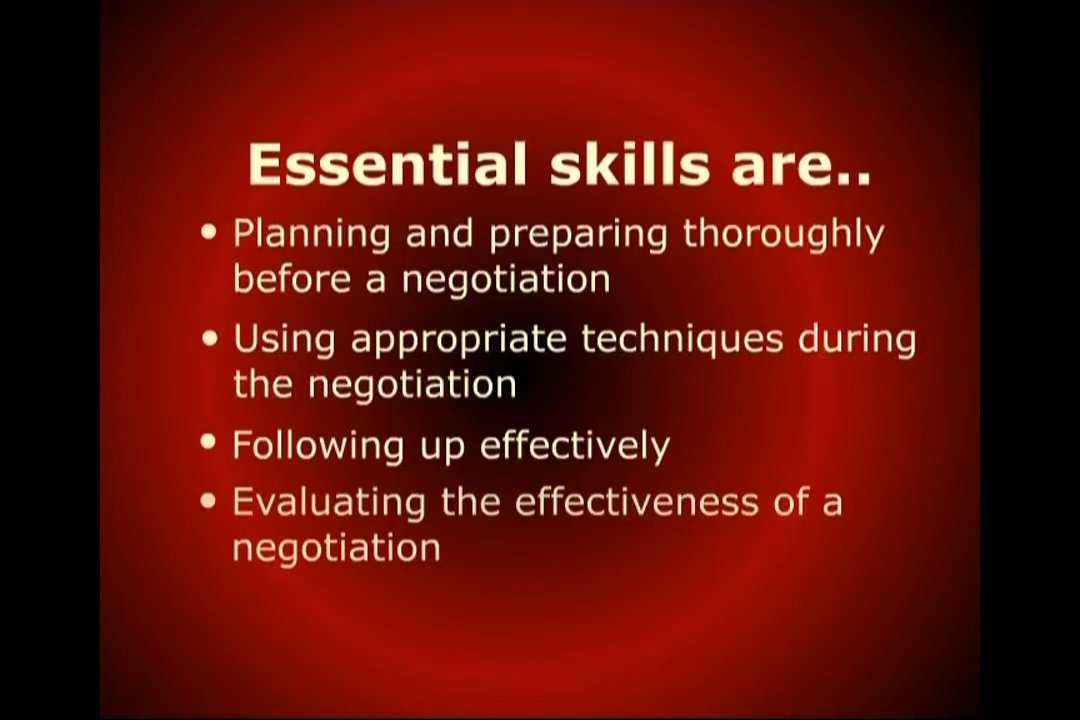 Essential skills are..
• Planning and preparing thoroughly
before a negotiation
• Using appropriate techniques during
the negotiation
• Following up effectively
• Evaluating the effectiveness of a
negotiation